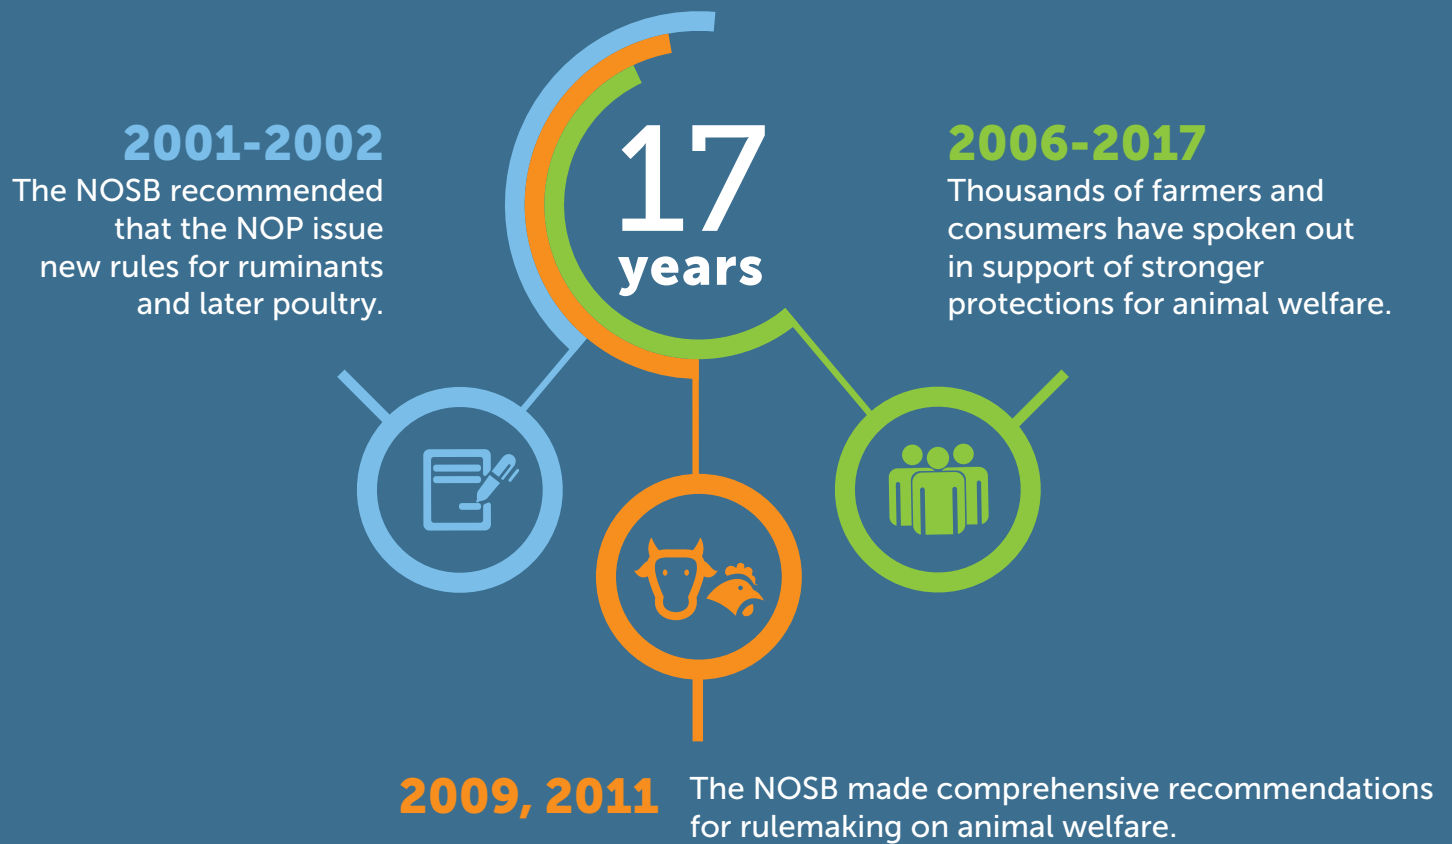 17
years
2001-2002
The NOSB recommended
that the NOP issue
new rules for ruminants
and later poultry.
2006-2017
Thousands of farmers and
consumers have spoken out
in support of stronger
protections for animal welfare.
2009, 2011
The NOSB made comprehensive recommendations
for rulemaking on animal welfare.